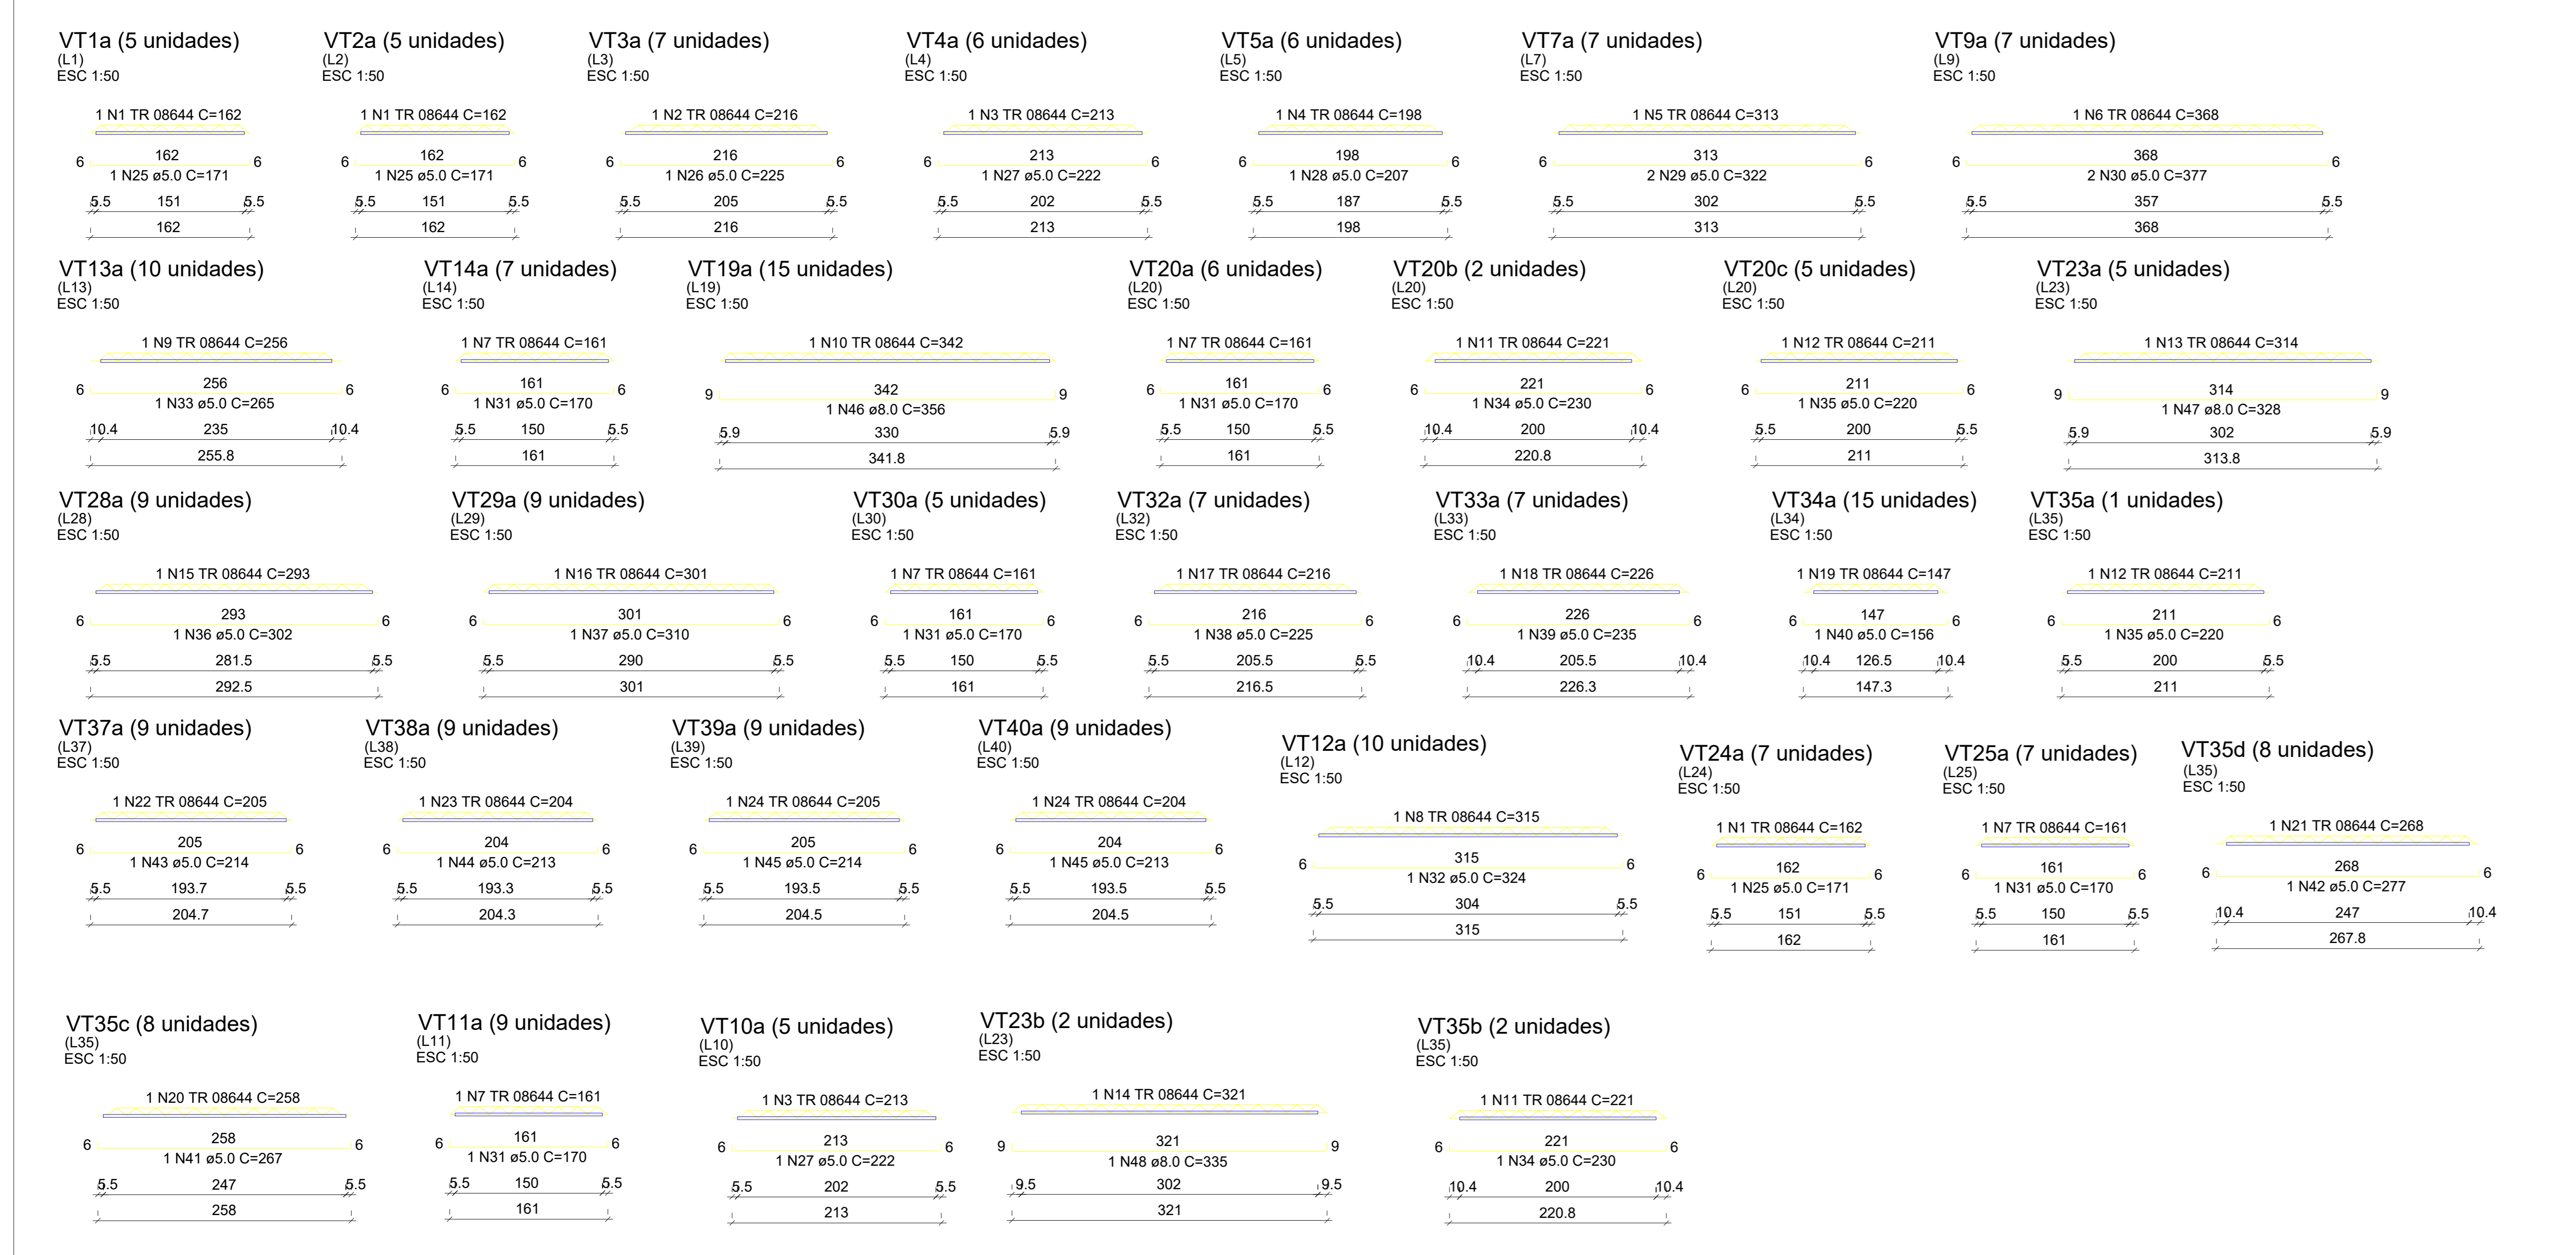 VT1a (5 unidades)
(L1)
ESC 1:50
1 N1 TR 08644 C=162
6 162 6
1 N25 ø5.0 C=171
5.5 151 5.5
162
VT2a (5 unidades)
(L2)
ESC 1:50
1 N1 TR 08644 C=162
6 162 6
1 N25 ø5.0 C=171
5.5 151 5.5
162
VT3a (7 unidades)
(L3)
ESC 1:50
1 N2 TR 08644 C=216
6 216 6
1 N26 ø5.0 C=225
5.5 205 5.5
216
VT4a (6 unidades)
(L4)
ESC 1:50
1 N3 TR 08644 C=213
6 213 6
1 N27 ø5.0 C=222
5.5 202 5.5
213
VT5a (6 unidades)
(L5)
ESC 1:50
1 N4 TR 08644 C=198
6 198 6
1 N28 ø5.0 C=207
5.5 187 5.5
198
VT7a (7 unidades)
(L7)
ESC 1:50
1 N5 TR 08644 C=313
6 313 6
2 N29 ø5.0 C=322
5.5 302 5.5
313
VT9a (7 unidades)
(L9)
ESC 1:50
1 N6 TR 08644 C=368
6 368 6
2 N30 ø5.0 C=377
5.5 357 5.5
368
VT13a (10 unidades)
(L13)
ESC 1:50
1 N9 TR 08644 C=256
6 256 6
1 N33 ø5.0 C=265
10.4 235 10.4
255.8
VT14a (7 unidades)
(L14)
ESC 1:50
1 N7 TR 08644 C=161
6 161 6
1 N31 ø5.0 C=170
5.5 150 5.5
161
VT19a (15 unidades)
(L19)
ESC 1:50
1 N10 TR 08644 C=342
9 342 9
1 N46 ø8.0 C=356
5.9 330 5.9
341.8
VT20a (6 unidades)
(L20)
ESC 1:50
1 N7 TR 08644 C=161
6 161 6
1 N31 ø5.0 C=170
5.5 150 5.5
161
VT20b (2 unidades)
(L20)
ESC 1:50
1 N11 TR 08644 C=221
6 221 6
1 N34 ø5.0 C=230
10.4 200 10.4
220.8
VT20c (5 unidades)
(L20)
ESC 1:50
1 N12 TR 08644 C=211
6 211 6
1 N35 ø5.0 C=220
5.5 200 5.5
211
VT23a (5 unidades)
(L23)
ESC 1:50
1 N13 TR 08644 C=314
9 314 9
1 N47 ø8.0 C=328
5.9 302 5.9
313.8
VT28a (9 unidades)
(L28)
ESC 1:50
1 N15 TR 08644 C=293
6 293 6
1 N36 ø5.0 C=302
5.5 281.5 5.5
292.5
VT29a (9 unidades)
(L29)
ESC 1:50
1 N16 TR 08644 C=301
6 301 6
1 N37 ø5.0 C=310
5.5 290 5.5
301
VT30a (5 unidades)
(L30)
ESC 1:50
1 N7 TR 08644 C=161
6 161 6
1 N31 ø5.0 C=170
5.5 150 5.5
161
VT32a (7 unidades)
(L32)
ESC 1:50
1 N17 TR 08644 C=216
6 216 6
1 N38 ø5.0 C=225
5.5 205.5 5.5
216.5
VT33a (7 unidades)
(L33)
ESC 1:50
1 N18 TR 08644 C=226
6 226 6
1 N39 ø5.0 C=235
10.4 205.5 10.4
226.3
VT34a (15 unidades)
(L34)
ESC 1:50
1 N19 TR 08644 C=147
6 147 6
1 N40 ø5.0 C=156
10.4 126.5 10.4
147.3
VT35a (1 unidades)
(L35)
ESC 1:50
1 N12 TR 08644 C=211
6 211 6
1 N35 ø5.0 C=220
5.5 200 5.5
211
VT37a (9 unidades)
(L37)
ESC 1:50
1 N22 TR 08644 C=205
6 205 6
1 N43 ø5.0 C=214
5.5 193.7 5.5
204.7
VT38a (9 unidades)
(L38)
ESC 1:50
1 N23 TR 08644 C=204
6 204 6
1 N44 ø5.0 C=213
5.5 193.3 5.5
204.3
VT39a (9 unidades)
(L39)
ESC 1:50
1 N24 TR 08644 C=205
6 205 6
1 N45 ø5.0 C=214
5.5 193.5 5.5
204.5
VT40a (9 unidades)
(L40)
ESC 1:50
1 N24 TR 08644 C=204
6 204 6
1 N45 ø5.0 C=213
5.5 193.5 5.5
204.5
VT12a (10 unidades)
(L12)
ESC 1:50
1 N8 TR 08644 C=315
6 315 6
1 N32 ø5.0 C=324
5.5 304 5.5
315
VT24a (7 unidades)
(L24)
ESC 1:50
1 N1 TR 08644 C=162
6 162 6
1 N25 ø5.0 C=171
5.5 151 5.5
162
VT25a (7 unidades)
(L25)
ESC 1:50
1 N7 TR 08644 C=161
6 161 6
1 N31 ø5.0 C=170
5.5 150 5.5
161
VT35d (8 unidades)
(L35)
ESC 1:50
1 N21 TR 08644 C=268
6 268 6
1 N42 ø5.0 C=277
10.4 247 10.4
267.8
VT35c (8 unidades)
(L35)
ESC 1:50
1 N20 TR 08644 C=258
6 258 6
1 N41 ø5.0 C=267
5.5 247 5.5
258
VT11a (9 unidades)
(L11)
ESC 1:50
1 N7 TR 08644 C=161
6 161 6
1 N31 ø5.0 C=170
5.5 150 5.5
161
VT10a (5 unidades)
(L10)
ESC 1:50
1 N3 TR 08644 C=213
6 213 6
1 N27 ø5.0 C=222
5.5 202 5.5
213
VT23b (2 unidades)
(L23)
ESC 1:50
1 N14 TR 08644 C=321
9 321 9
1 N48 ø8.0 C=335
9.5 302 9.5
321
VT35b (2 unidades)
(L35)
ESC 1:50
1 N11 TR 08644 C=221
6 221 6
1 N34 ø5.0 C=230
10.4 200 10.4
220.8